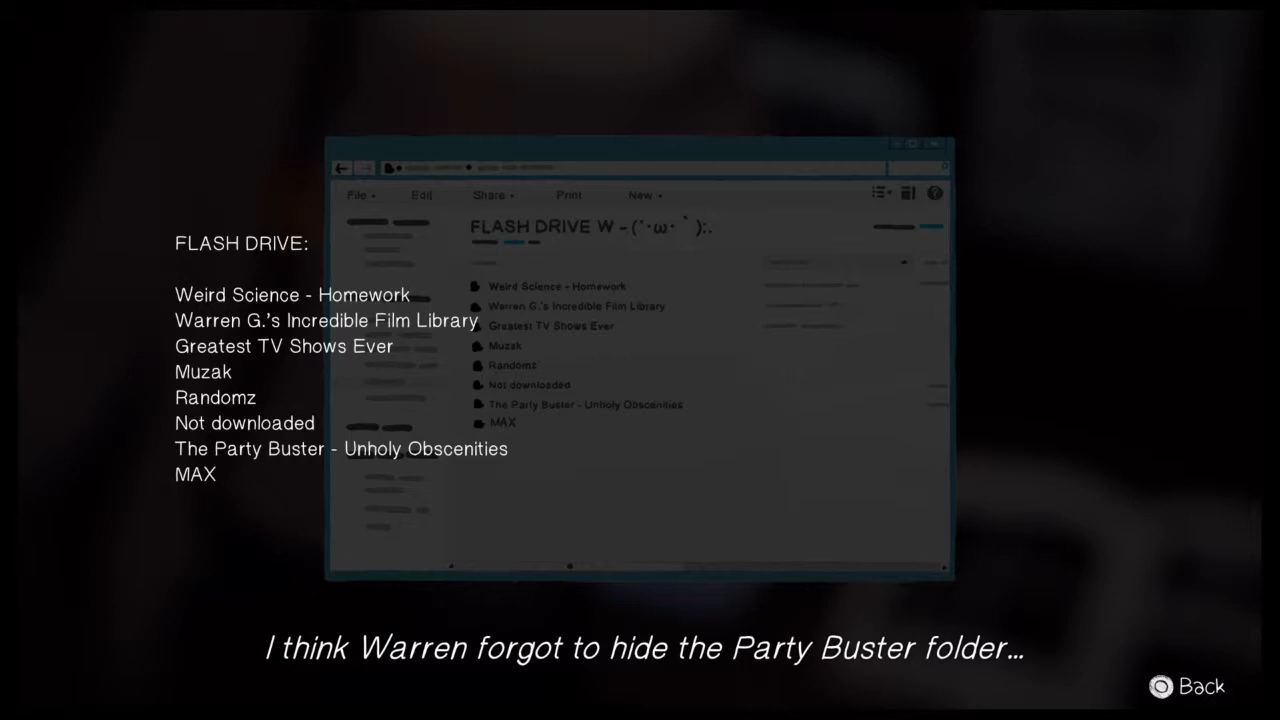 File
Edit
Share
Print
New
FLASH DRIVE W - (´·ω·`):.
Weird Science - Homework
Warren G.'s Incredible Film Library
Greatest TV Shows Ever
Muzak
Randomz
Not downloaded
The Party Buster - Unholy Obscenities
MAX
FLASH DRIVE:
Weird Science - Homework
Warren G.'s Incredible Film Library
Greatest TV Shows Ever
Muzak
Randomz
Not downloaded
The Party Buster - Unholy Obscenities
MAX
I think Warren forgot to hide the Party Buster folder...
Back